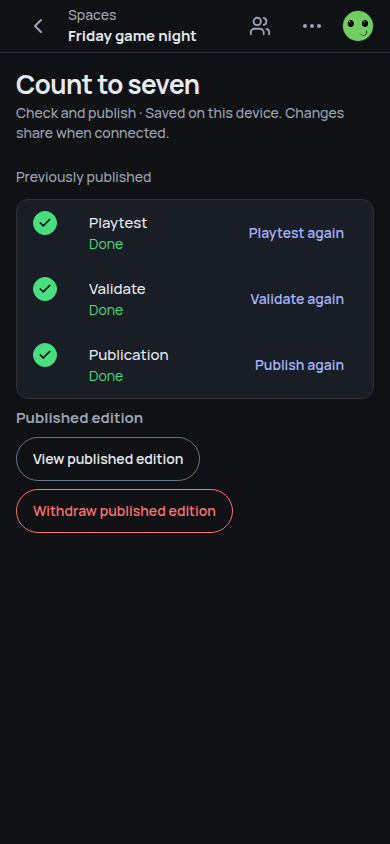 Spaces
Friday game night
Count to seven
Check and publish · Saved on this device. Changes
share when connected.
Previously published
Playtest
Done
Playtest again
Validate
Done
Validate again
Publication
Done
Publish again
Published edition
View published edition
Withdraw published edition